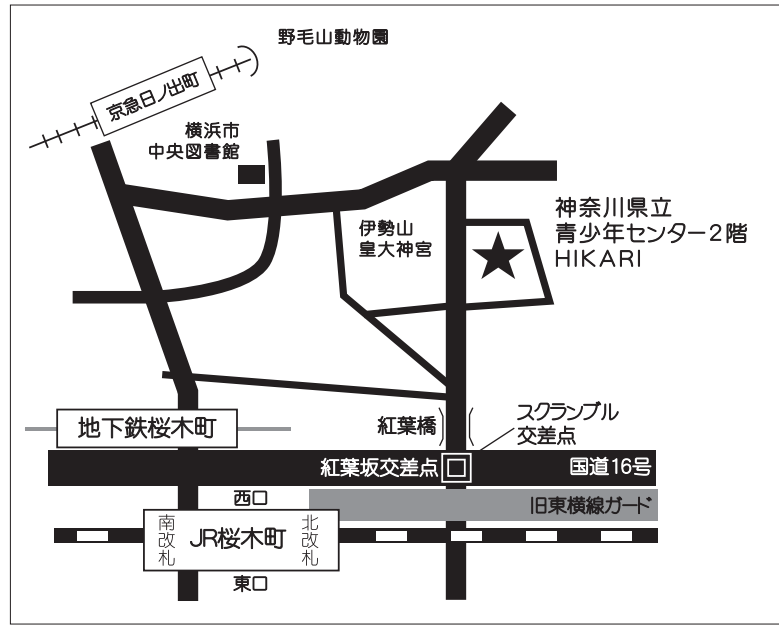 野毛山動物園
京急日ノ出町
横浜市
中央図書館
伊勢山
皇大神宮
神奈川県立
青少年センター2階
HIKARI
地下鉄桜木町
紅葉橋
スクランブル
交差点
紅葉坂交差点
国道16号
西口
旧東横線ガード
南改札
JR桜木町
北改札
東口